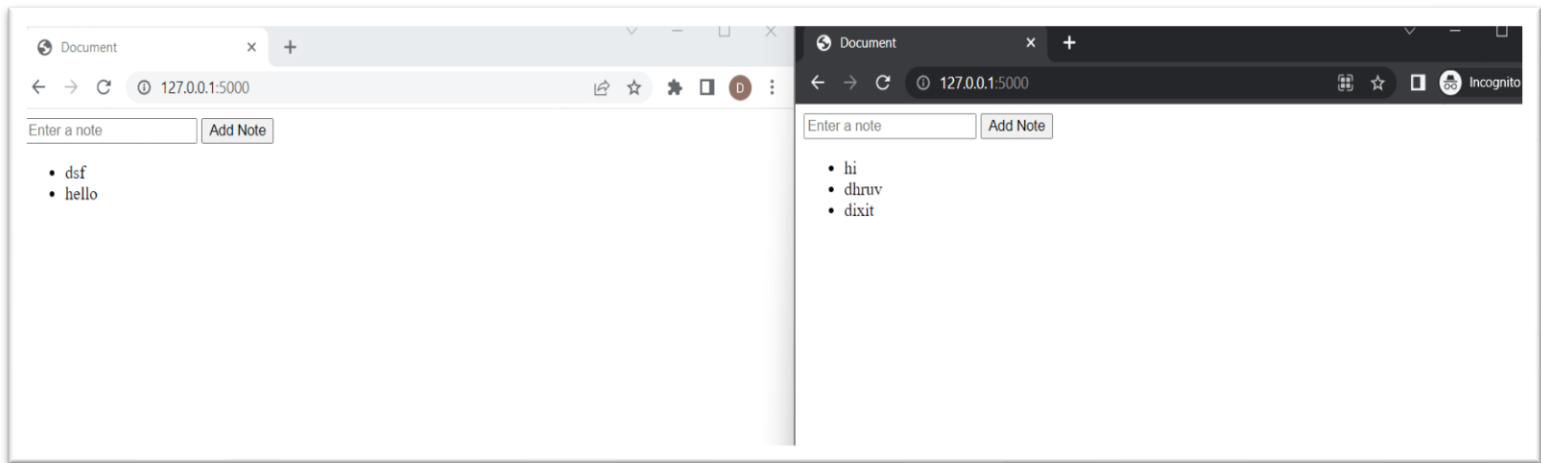 Document
127.0.0.1:5000
D
Enter a note Add Note
dsf
hello
Document
127.0.0.1:5000 Incognito
Enter a note Add Note
hi
dhruv
dixit